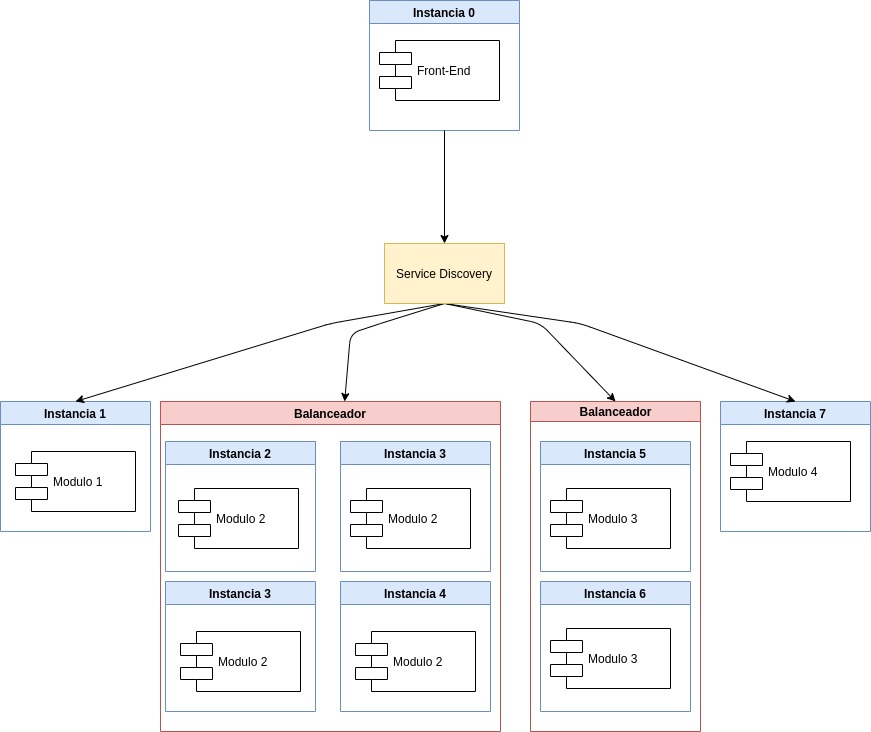 Instancia 0
Front-End
Service Discovery
Instancia 1
Modulo 1
Balanceador
Instancia 2
Modulo 2
Instancia 3
Modulo 2
Instancia 3
Modulo 2
Instancia 4
Modulo 2
Balanceador
Instancia 5
Modulo 3
Instancia 6
Modulo 3
Instancia 7
Modulo 4